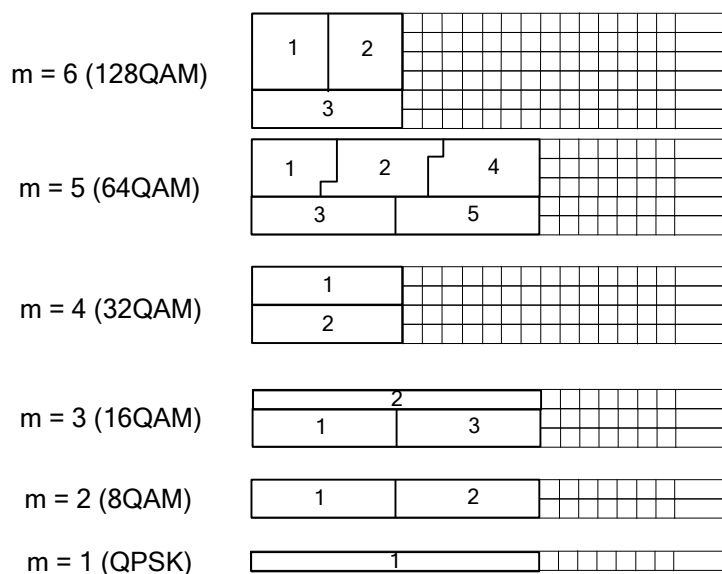 1 2
m = 6 (128QAM)
3
1 2 4
m = 5 (64QAM)
3 5
1
m = 4 (32QAM)
2
2
m = 3 (16QAM)
1 3
m = 2 (8QAM) 1 2
m = 1 (QPSK) 1